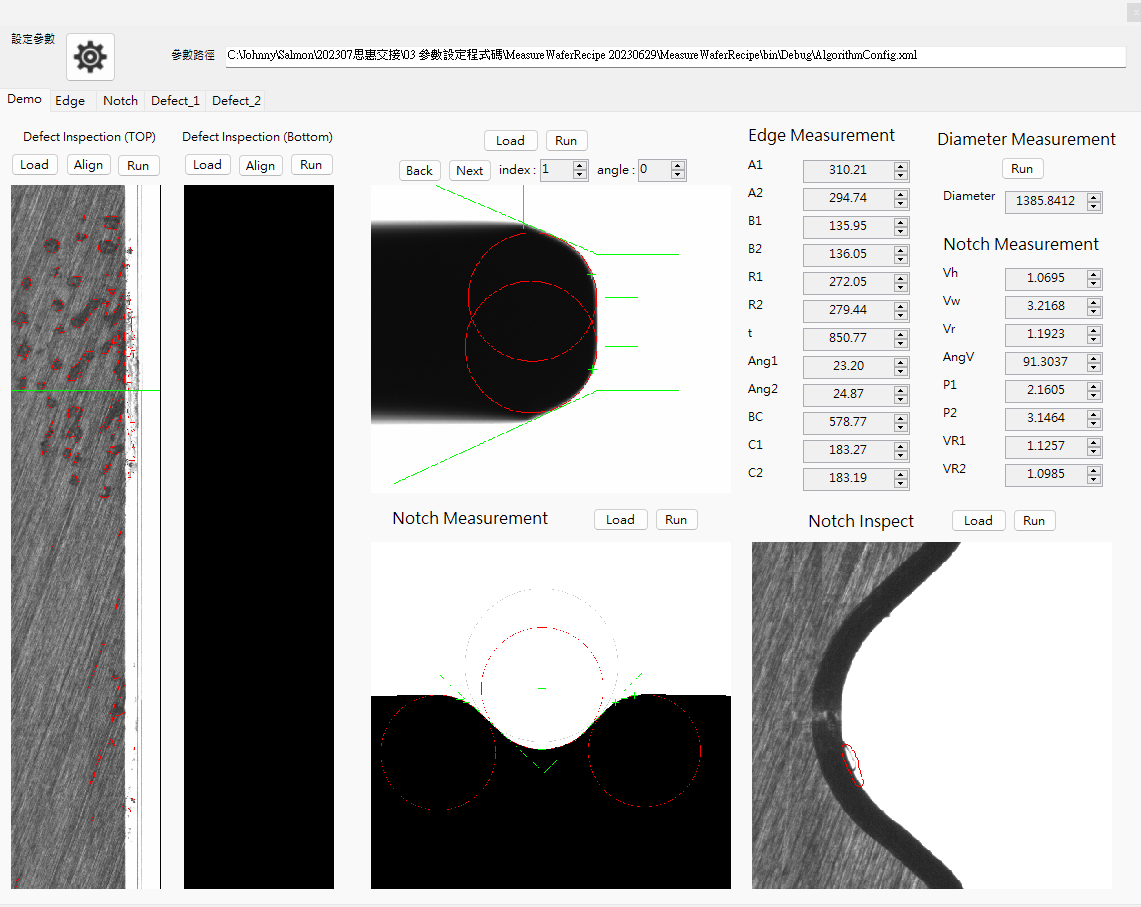 設定參數
參數路徑 C:\Johnny\Salmon\202307思惠交接\03 參數設定程式碼\MeasureWaferRecipe 20230629\MeasureWaferRecipe\bin\Debug\AlgorithmConfig.xml
Demo Edge Notch Defect_1 Defect_2
Defect Inspection (TOP)
Load Align Run
Defect Inspection (Bottom)
Load Align Run
Load Run
Back Next index : 1 angle : 0
Edge Measurement
A1 310.21
A2 294.74
B1 135.95
B2 136.05
R1 272.05
R2 279.44
t 850.77
Ang1 23.20
Ang2 24.87
BC 578.77
C1 183.27
C2 183.19
Diameter Measurement
Run
Diameter 1385.8412
Notch Measurement
Vh 1.0695
Vw 3.2168
Vr 1.1923
AngV 91.3037
P1 2.1605
P2 3.1464
VR1 1.1257
VR2 1.0985
Notch Measurement Load Run
Notch Inspect Load Run